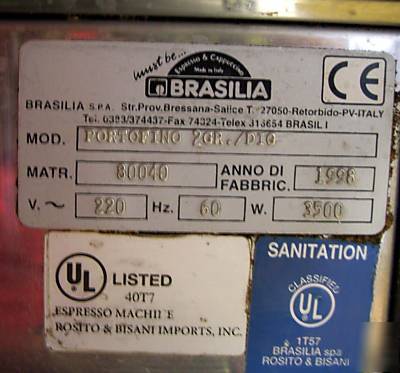 must be...
Espresso & Cappuccino
Made in Italy
BRASILIA
CE
BRASILIA S.P.A. Str.Prov.Bressana-Salice T. 27050-Retorbido-PV-ITALY
Tel. 0383/374437-Fax 74324-Telex 313654 BRASIL I
MOD. PORTOFINO 2GR./DIG
MATR. 80040 ANNO DI FABBRIC. 1998
V. ~ 220 Hz. 60 W. 3500
UL LISTED
40T7
ESPRESSO MACHINE
ROSITO & BISANI IMPORTS, INC.
SANITATION
CLASSIFIED
UL
1T57
BRASILIA spa
ROSITO & BISANI